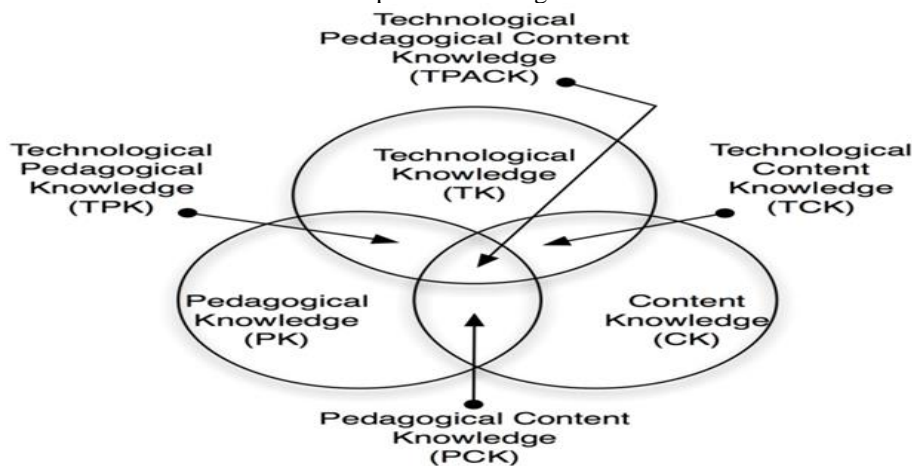 Technological
Pedagogical Content
Knowledge
(TPACK)
Technological
Pedagogical
Knowledge
(TPK)
Technological
Knowledge
(TK)
Technological
Content
Knowledge
(TCK)
Pedagogical
Knowledge
(PK)
Content
Knowledge
(CK)
Pedagogical Content
Knowledge
(PCK)